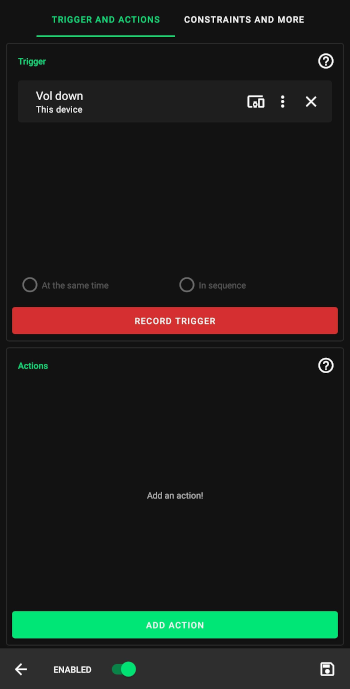 TRIGGER AND ACTIONS
CONSTRAINTS AND MORE
Trigger
Vol down
This device
At the same time
In sequence
RECORD TRIGGER
Actions
Add an action!
ADD ACTION
ENABLED